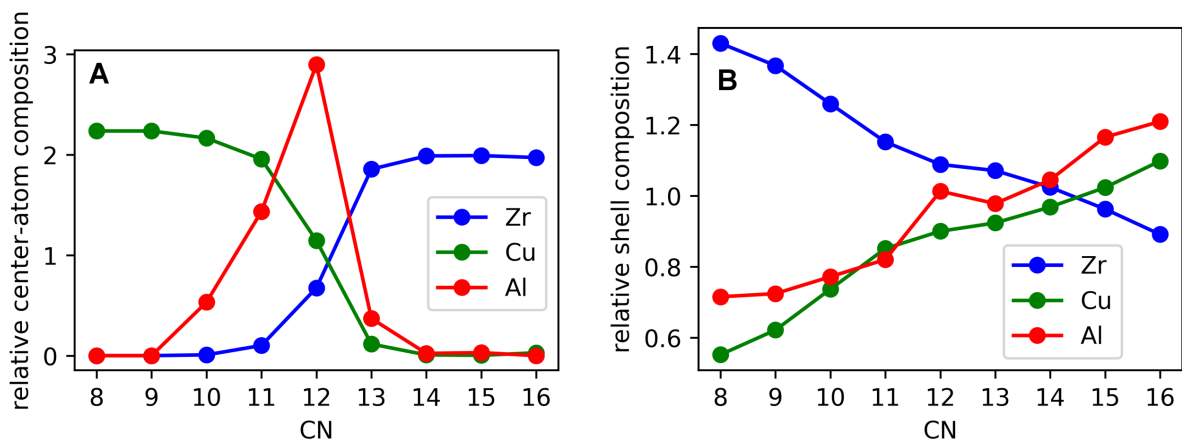 A
relative center-atom composition
3
2
1
0
8 9 10 11 12 13 14 15 16
CN
Zr
Cu
Al
B
relative shell composition
1.4
1.2
1.0
0.8
0.6
8 9 10 11 12 13 14 15 16
CN
Zr
Cu
Al